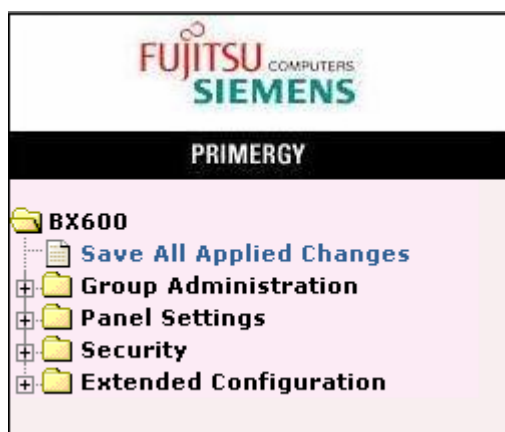 FUJITSU COMPUTERS
SIEMENS
PRIMERGY
BX600
Save All Applied Changes
Group Administration
Panel Settings
Security
Extended Configuration